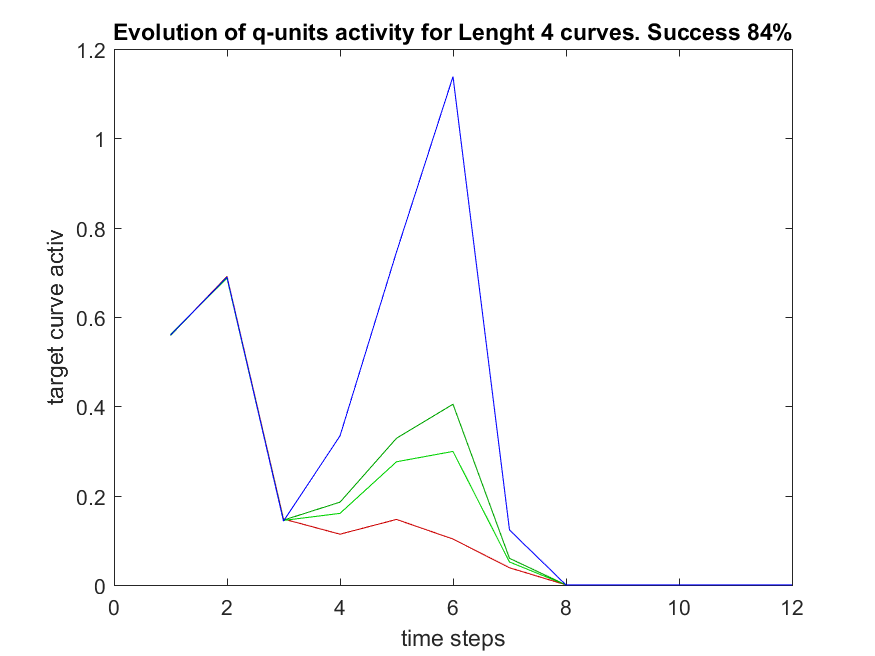 Evolution of q-units activity for Lenght 4 curves. Success 84%
1.2
1
0.8
0.6
0.4
0.2
0
target curve activ
0 2 4 6 8 10 12
time steps